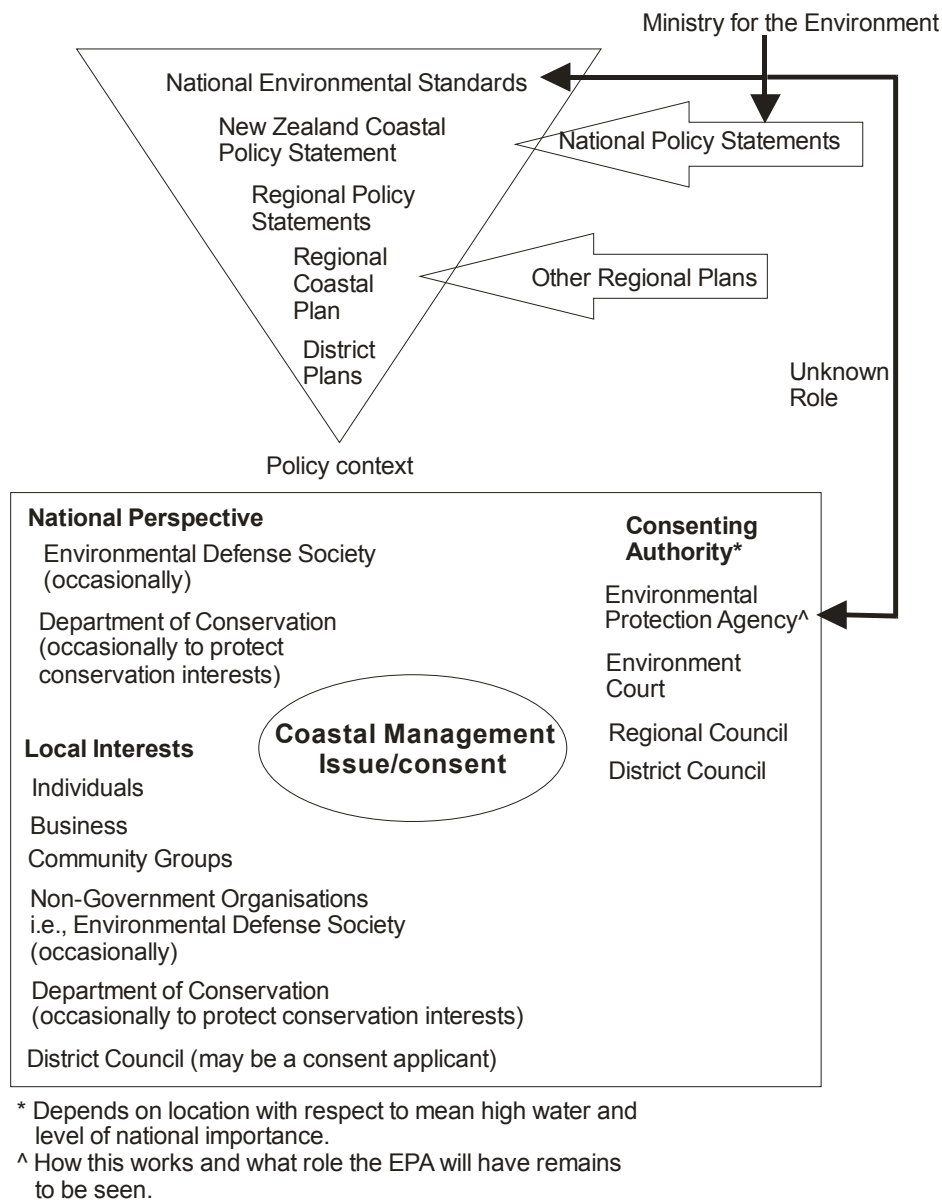 Ministry for the Environment
National Environmental Standards
New Zealand Coastal
Policy Statement
National Policy Statements
Regional Policy
Statements
Regional
Coastal
Plan
Other Regional Plans
District
Plans
Unknown
Role
Policy context
National Perspective
Environmental Defense Society
(occasionally)
Department of Conservation
(occasionally to protect
conservation interests)
Consenting
Authority*
Environmental
Protection Agency^
Environment
Court
Regional Council
District Council
Coastal Management
Issue/consent
Local Interests
Individuals
Business
Community Groups
Non-Government Organisations
i.e., Environmental Defense Society
(occasionally)
Department of Conservation
(occasionally to protect conservation interests)
District Council (may be a consent applicant)
* Depends on location with respect to mean high water and
level of national importance.
^ How this works and what role the EPA will have remains
to be seen.